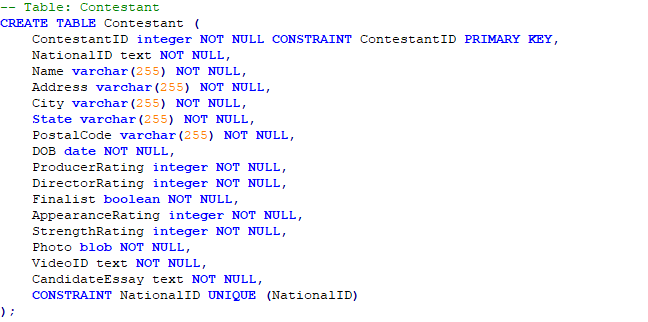 -- Table: Contestant
CREATE TABLE Contestant (
    ContestantID integer NOT NULL CONSTRAINT ContestantID PRIMARY KEY,
    NationalID text NOT NULL,
    Name varchar(255) NOT NULL,
    Address varchar(255) NOT NULL,
    City varchar(255) NOT NULL,
    State varchar(255) NOT NULL,
    PostalCode varchar(255) NOT NULL,
    DOB date NOT NULL,
    ProducerRating integer NOT NULL,
    DirectorRating integer NOT NULL,
    Finalist boolean NOT NULL,
    AppearanceRating integer NOT NULL,
    StrengthRating integer NOT NULL,
    Photo blob NOT NULL,
    VideoID text NOT NULL,
    CandidateEssay text NOT NULL,
    CONSTRAINT NationalID UNIQUE (NationalID)
);